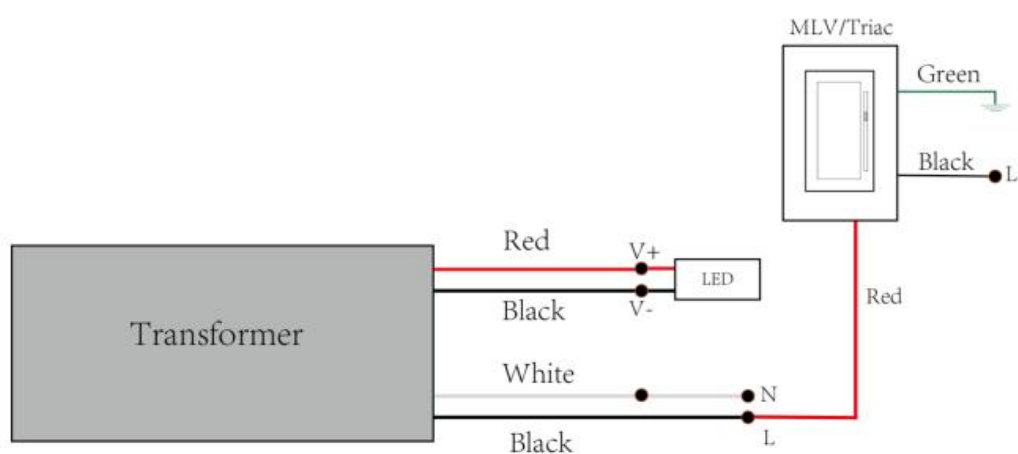 MLV/Triac
Green
Black
L
Red
V+
LED
Black
V-
Red
Transformer
White
N
Black
L